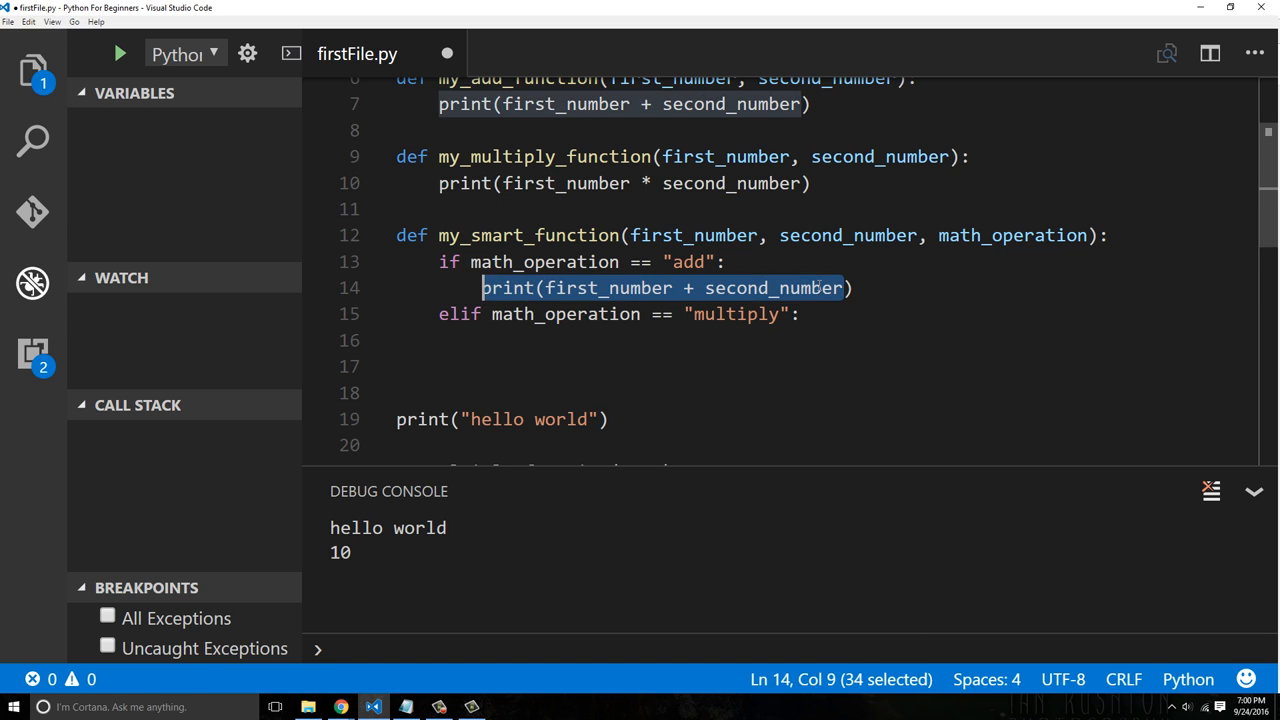 firstFile.py - Python For Beginners - Visual Studio Code
File Edit View Go Help
1
Python
firstFile.py
VARIABLES
WATCH
CALL STACK
2
BREAKPOINTS
All Exceptions
Uncaught Exceptions
6 def my_add_function(first_number, second_number):
7 print(first_number + second_number)
8
9 def my_multiply_function(first_number, second_number):
10 print(first_number * second_number)
11
12 def my_smart_function(first_number, second_number, math_operation):
13 if math_operation == "add":
14 print(first_number + second_number)
15 elif math_operation == "multiply":
16
17
18
19 print("hello world")
20
DEBUG CONSOLE
hello world
10
0 0 Ln 14, Col 9 (34 selected) Spaces: 4 UTF-8 CRLF Python
I'm Cortana. Ask me anything.
7:00 PM
9/24/2016